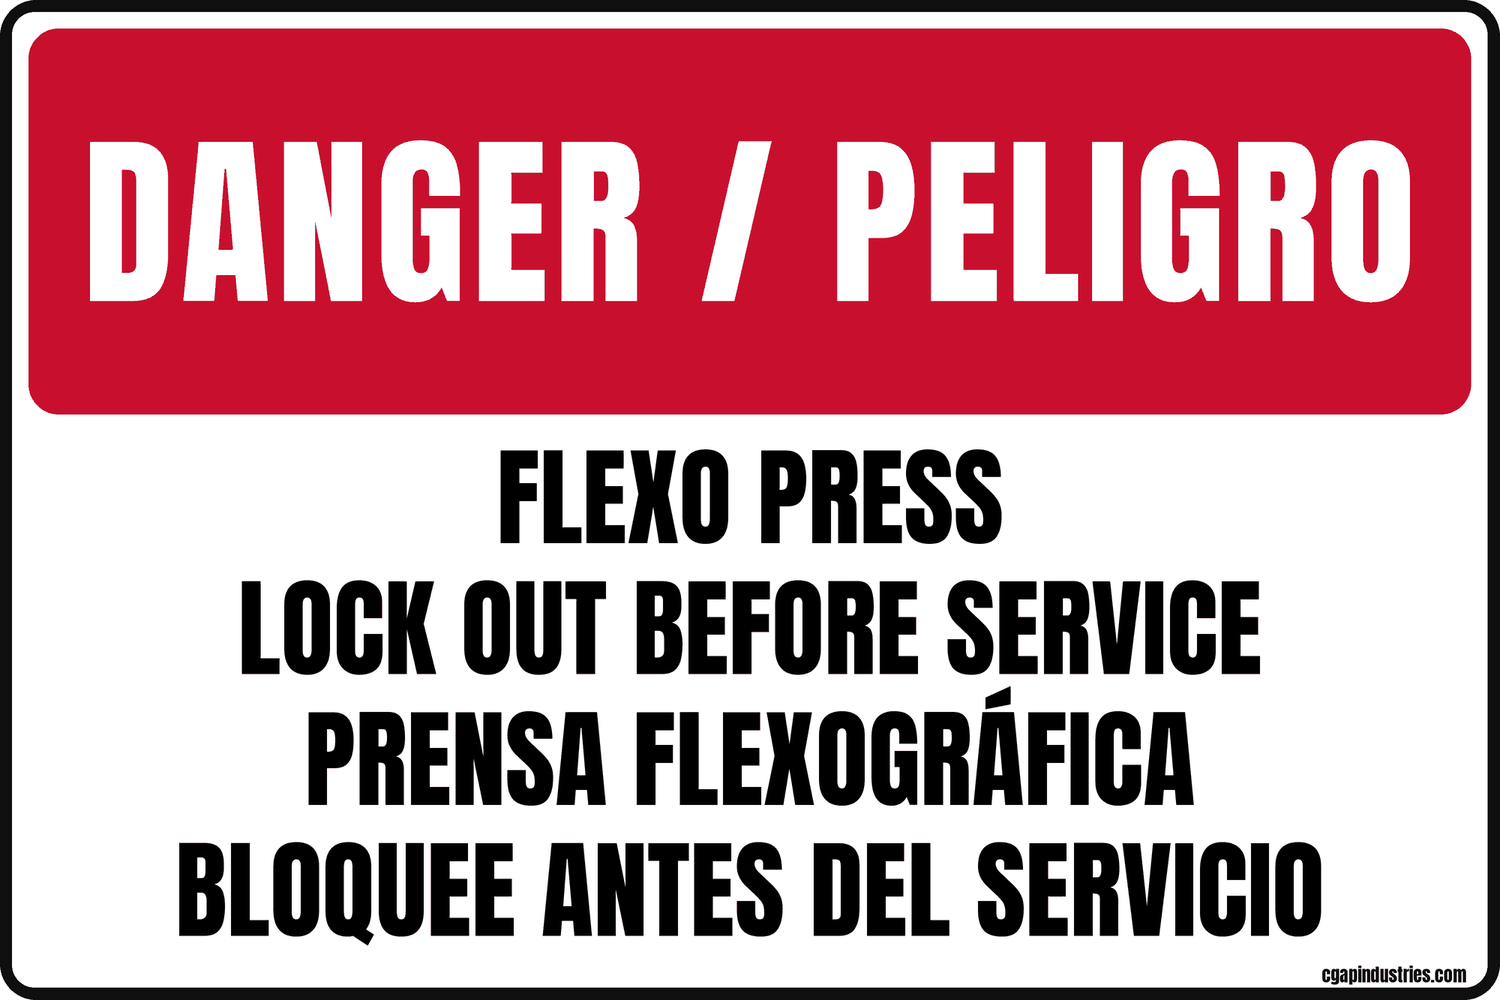 DANGER / PELIGRO
FLEXO PRESS
LOCK OUT BEFORE SERVICE
PRENSA FLEXOGRÁFICA
BLOQUEE ANTES DEL SERVICIO
cgapindustries.com